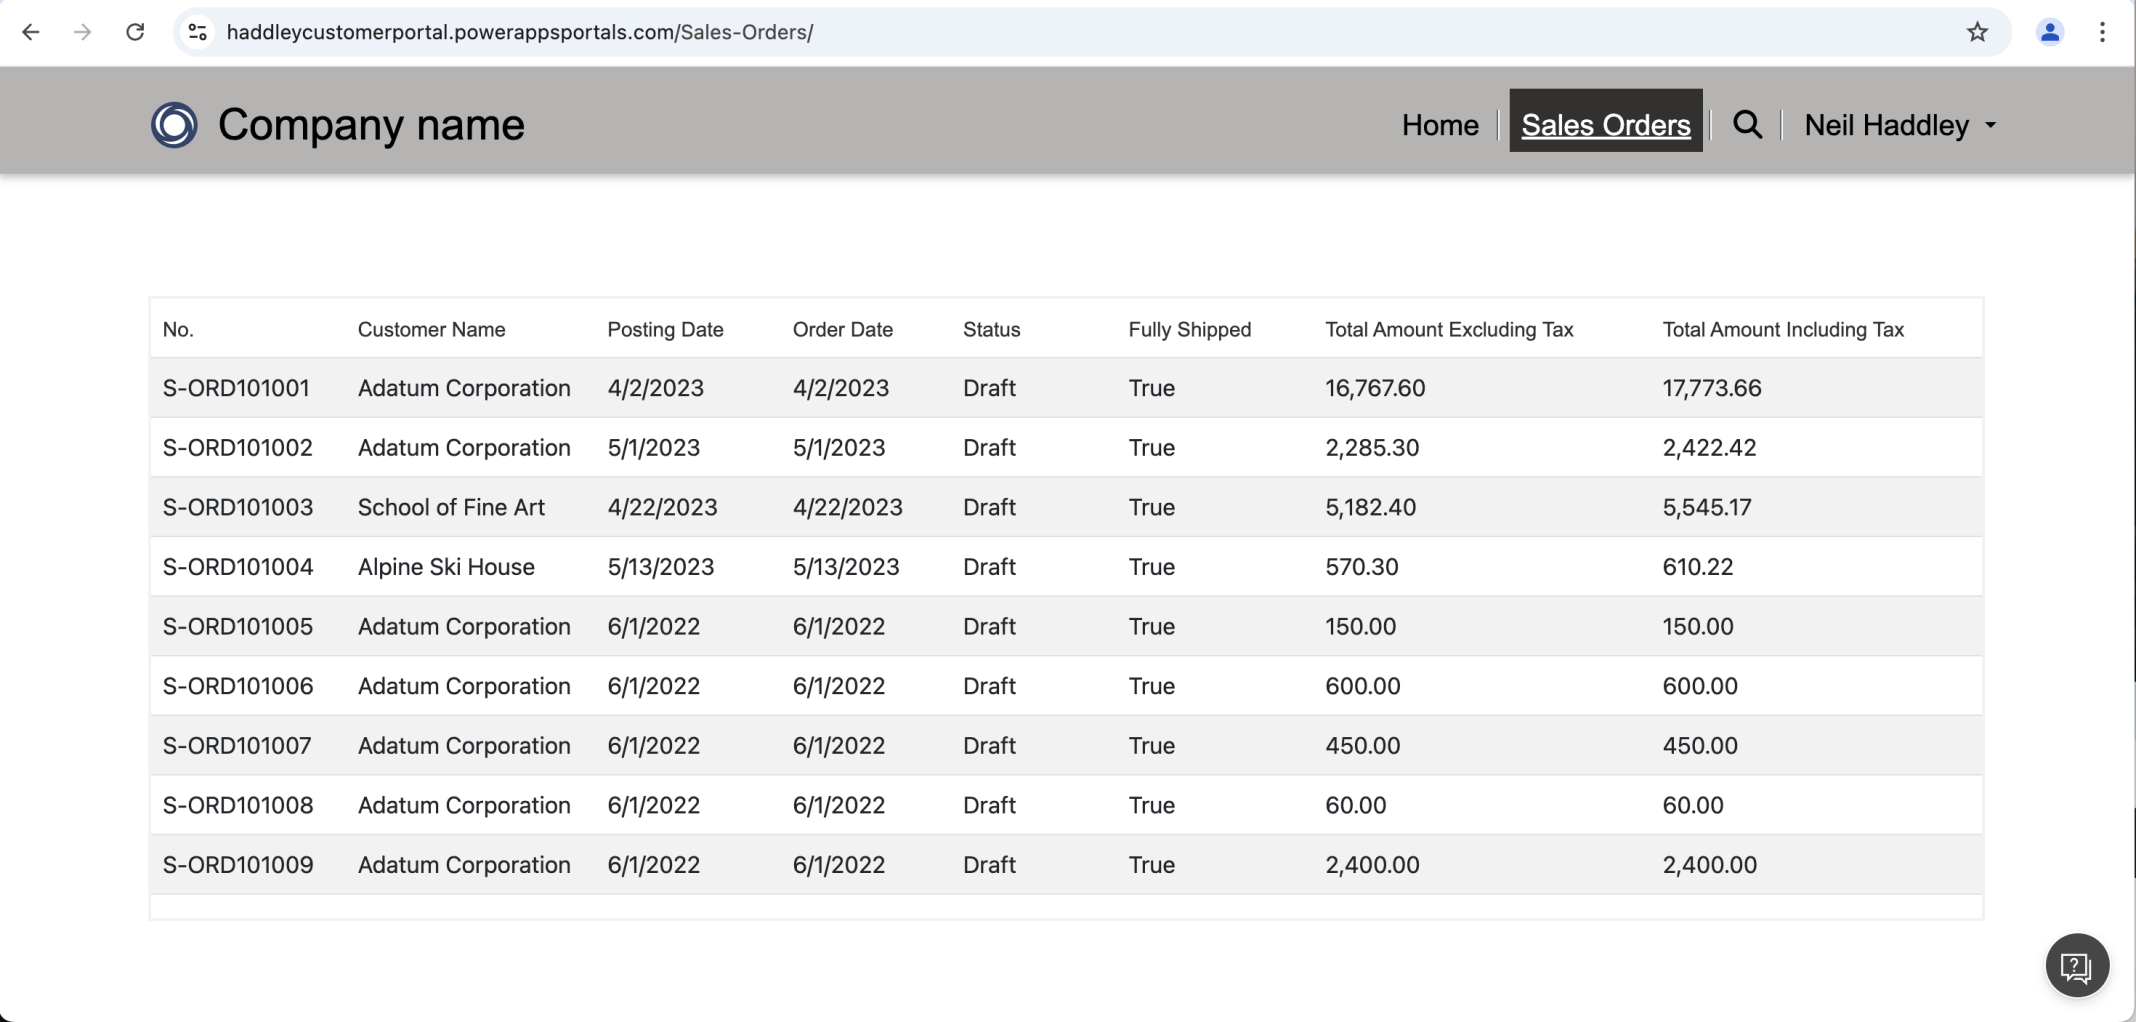 haddleycustomerportal.powerappsportals.com/Sales-Orders/
Company name Home Sales Orders Neil Haddley
No. Customer Name Posting Date Order Date Status Fully Shipped Total Amount Excluding Tax Total Amount Including Tax
S-ORD101001 Adatum Corporation 4/2/2023 4/2/2023 Draft True 16,767.60 17,773.66
S-ORD101002 Adatum Corporation 5/1/2023 5/1/2023 Draft True 2,285.30 2,422.42
S-ORD101003 School of Fine Art 4/22/2023 4/22/2023 Draft True 5,182.40 5,545.17
S-ORD101004 Alpine Ski House 5/13/2023 5/13/2023 Draft True 570.30 610.22
S-ORD101005 Adatum Corporation 6/1/2022 6/1/2022 Draft True 150.00 150.00
S-ORD101006 Adatum Corporation 6/1/2022 6/1/2022 Draft True 600.00 600.00
S-ORD101007 Adatum Corporation 6/1/2022 6/1/2022 Draft True 450.00 450.00
S-ORD101008 Adatum Corporation 6/1/2022 6/1/2022 Draft True 60.00 60.00
S-ORD101009 Adatum Corporation 6/1/2022 6/1/2022 Draft True 2,400.00 2,400.00